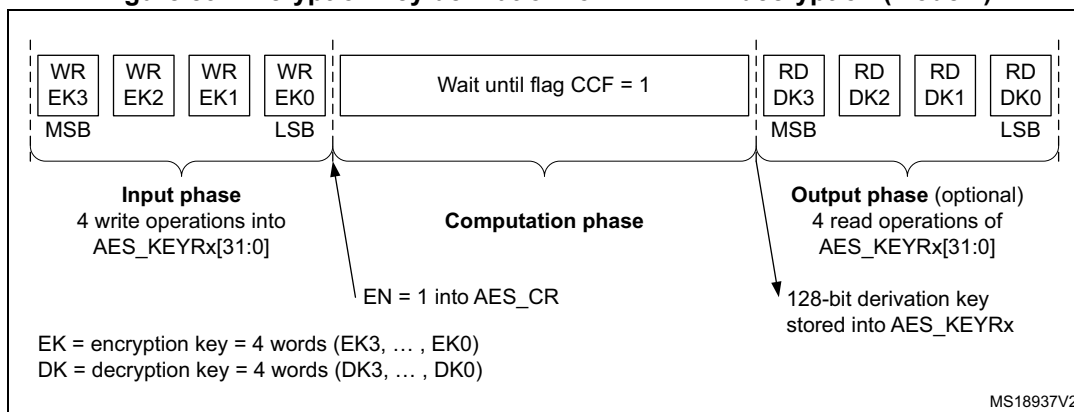 WR EK3 WR EK2 WR EK1 WR EK0 Wait until flag CCF = 1 RD DK3 RD DK2 RD DK1 RD DK0
MSB LSB MSB LSB
Input phase
4 write operations into
AES_KEYRx[31:0]
Computation phase
Output phase (optional)
4 read operations of
AES_KEYRx[31:0]
EN = 1 into AES_CR
128-bit derivation key
stored into AES_KEYRx
EK = encryption key = 4 words (EK3, … , EK0)
DK = decryption key = 4 words (DK3, … , DK0)
MS18937V2